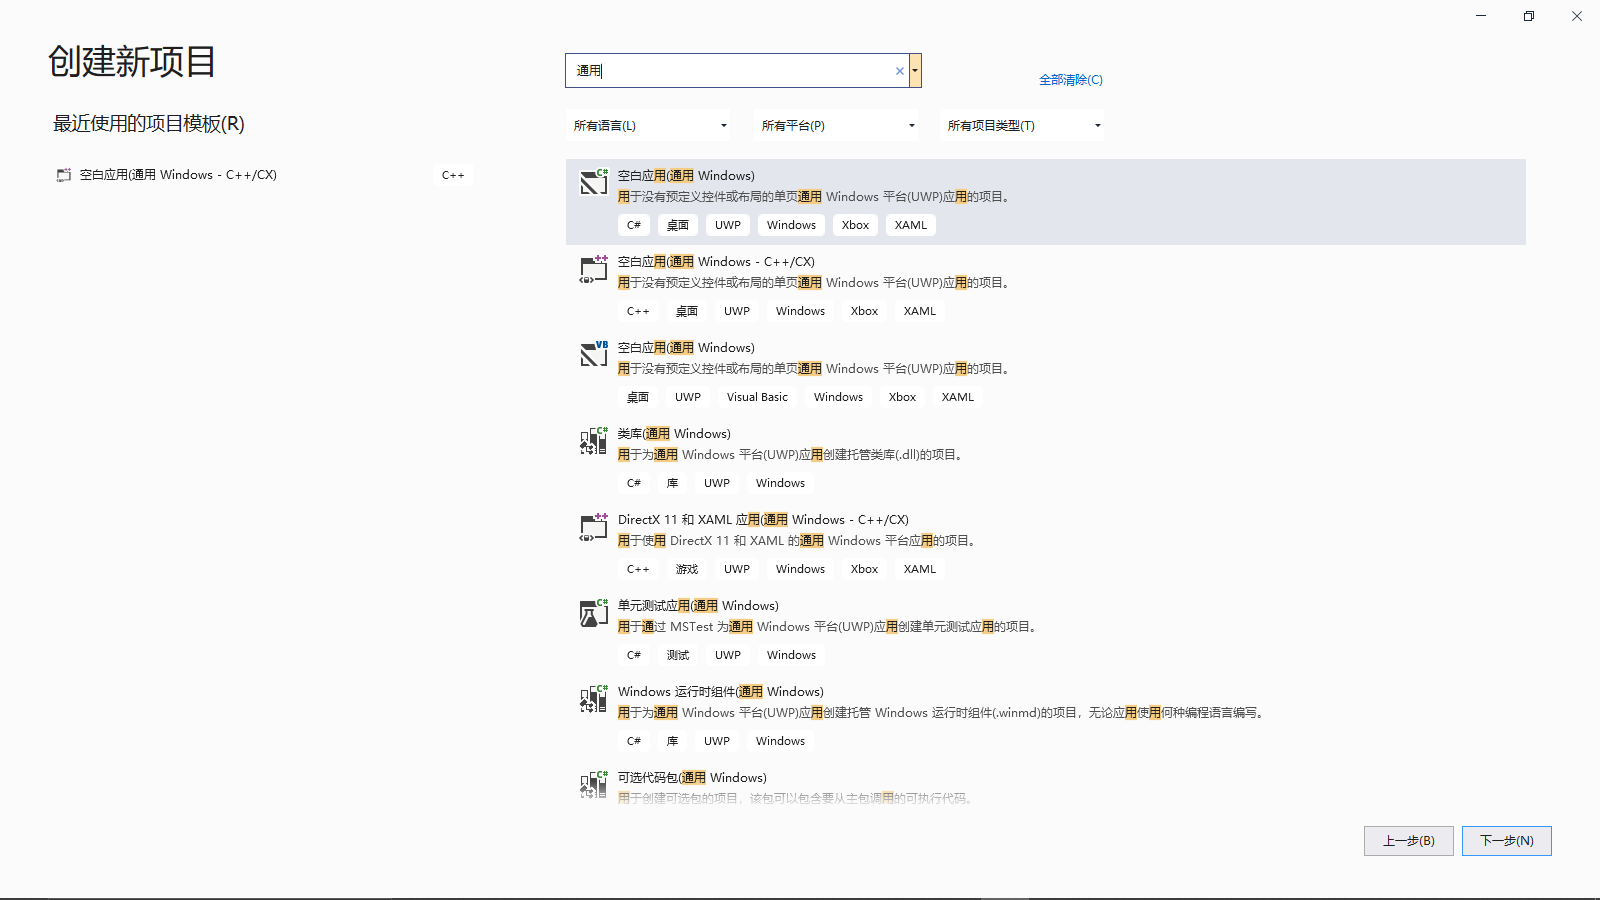 创建新项目
最近使用的项目模板(R)
空白应用(通用 Windows - C++/CX)
C++
通用
全部清除(C)
所有语言(L)
所有平台(P)
所有项目类型(T)
空白应用(通用 Windows)
用于没有预定义控件或布局的单页通用 Windows 平台(UWP)应用的项目。
C# 桌面 UWP Windows Xbox XAML
空白应用(通用 Windows - C++/CX)
用于没有预定义控件或布局的单页通用 Windows 平台(UWP)应用的项目。
C++ 桌面 UWP Windows Xbox XAML
空白应用(通用 Windows)
用于没有预定义控件或布局的单页通用 Windows 平台(UWP)应用的项目。
桌面 UWP Visual Basic Windows Xbox XAML
类库(通用 Windows)
用于为通用 Windows 平台(UWP)应用创建托管类库(.dll)的项目。
C# 库 UWP Windows
DirectX 11 和 XAML 应用(通用 Windows - C++/CX)
用于使用 DirectX 11 和 XAML 的通用 Windows 平台应用的项目。
C++ 游戏 UWP Windows Xbox XAML
单元测试应用(通用 Windows)
用于通过 MSTest 为通用 Windows 平台(UWP)应用创建单元测试应用的项目。
C# 测试 UWP Windows
Windows 运行时组件(通用 Windows)
用于为通用 Windows 平台(UWP)应用创建托管 Windows 运行时组件(.winmd)的项目，无论应用使用何种编程语言编写。
C# 库 UWP Windows
可选代码包(通用 Windows)
用于创建可选包的项目，该包可以包含要从主包调用的可执行代码。
上一步(B)
下一步(N)